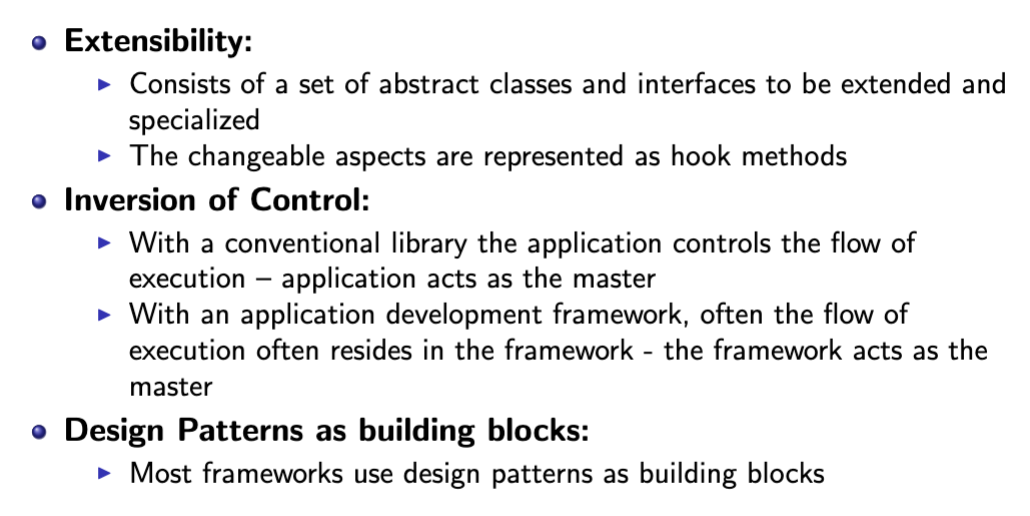 Extensibility:
Consists of a set of abstract classes and interfaces to be extended and
specialized
The changeable aspects are represented as hook methods
Inversion of Control:
With a conventional library the application controls the flow of
execution – application acts as the master
With an application development framework, often the flow of
execution often resides in the framework - the framework acts as the
master
Design Patterns as building blocks:
Most frameworks use design patterns as building blocks